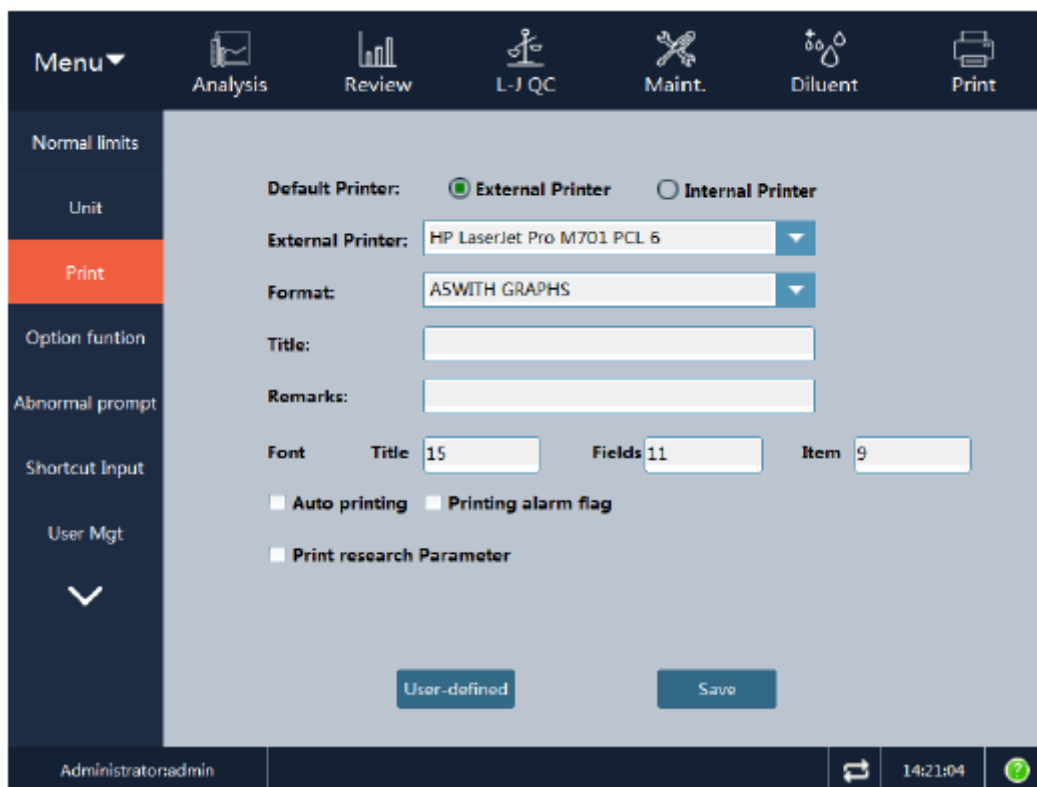 Menu
Analysis
Review
L-J QC
Maint.
Diluent
Print
Normal limits
Unit
Print
Option funtion
Abnormal prompt
Shortcut Input
User Mgt
Default Printer: External Printer Internal Printer
External Printer: HP LaserJet Pro M701 PCL 6
Format: A5WITH GRAPHS
Title:
Remarks:
Font Title 15 Fields 11 Item 9
Auto printing Printing alarm flag
Print research Parameter
User-defined Save
Administrator:admin 14:21:04 ?